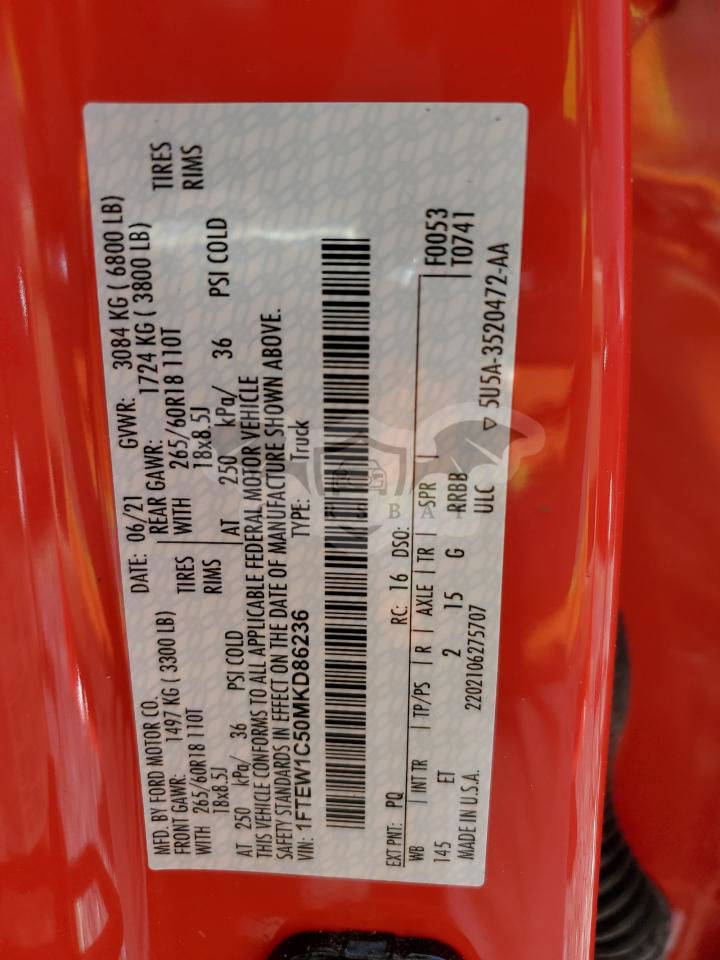 MFD. BY FORD MOTOR CO.
DATE: 06/21 GVWR: 3084 KG ( 6800 LB)
FRONT GAWR: 1497 KG ( 3300 LB) REAR GAWR: 1724 KG ( 3800 LB)
WITH 265/60R18 110T TIRES WITH 265/60R18 110T TIRES
18x8.5J RIMS 18x8.5J RIMS
AT 250 kPa/ 36 PSI COLD AT 250 kPa/ 36 PSI COLD
THIS VEHICLE CONFORMS TO ALL APPLICABLE FEDERAL MOTOR VEHICLE
SAFETY STANDARDS IN EFFECT ON THE DATE OF MANUFACTURE SHOWN ABOVE.
VIN: 1FTEW1C50MKD86236 TYPE: Truck
EXT PNT: PQ RC: 16 DSO: F0053
WB INT TR TP/PS R AXLE TR SPR T0741
145 ET 2 15 G RRBB
MADE IN U.S.A. 2202106275707 ULC ▽ 5U5A-3520472-AA